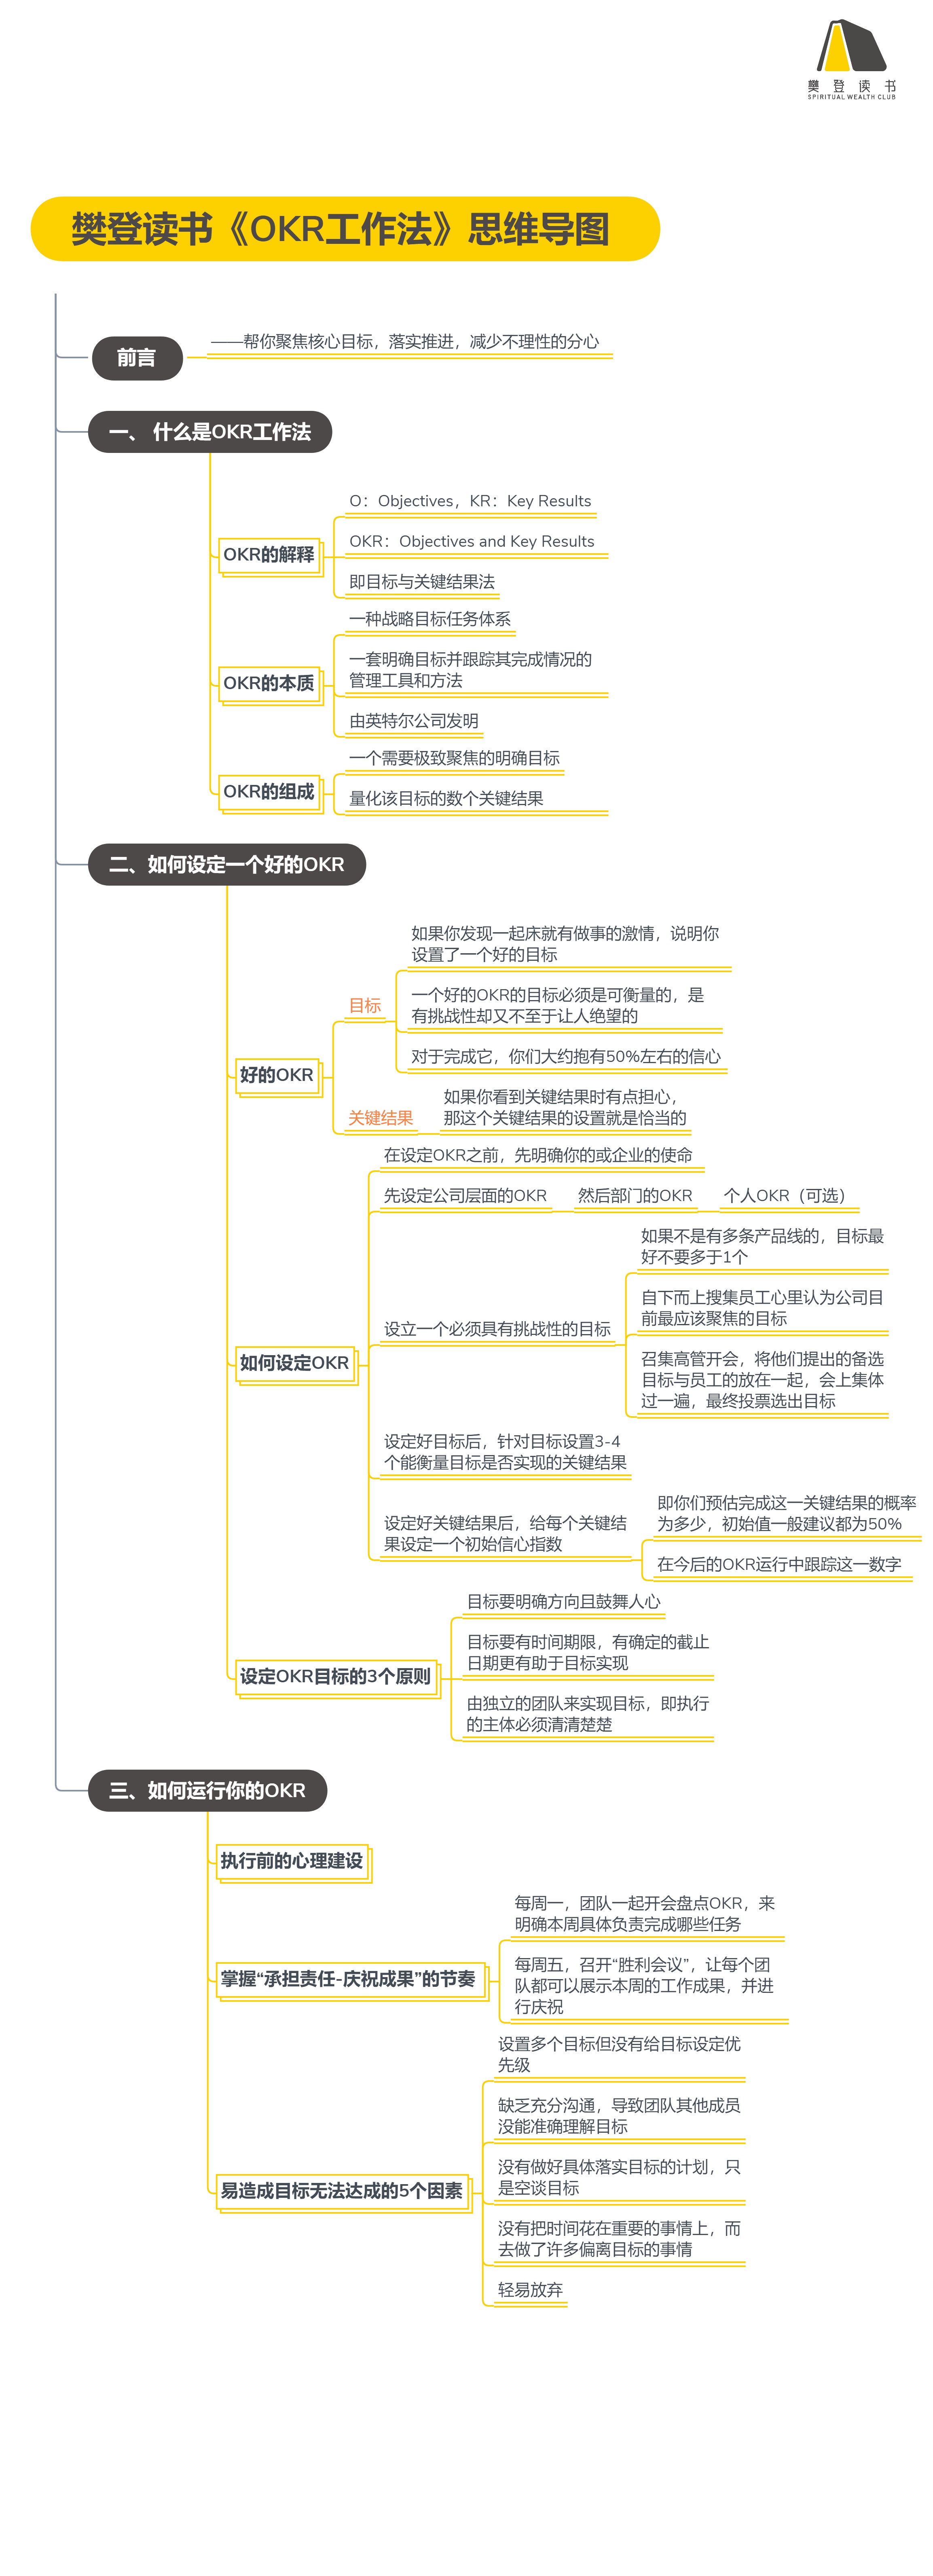 樊登读书
SPIRITUAL WEALTH CLUB
樊登读书《OKR工作法》思维导图
前言
——帮你聚焦核心目标，落实推进，减少不理性的分心
一、 什么是OKR工作法
OKR的解释
O：Objectives，KR：Key Results
OKR：Objectives and Key Results
即目标与关键结果法
OKR的本质
一种战略目标任务体系
一套明确目标并跟踪其完成情况的
管理工具和方法
由英特尔公司发明
OKR的组成
一个需要极致聚焦的明确目标
量化该目标的数个关键结果
二、如何设定一个好的OKR
好的OKR
目标
如果你发现一起床就有做事的激情，说明你
设置了一个好的目标
一个好的OKR的目标必须是可衡量的，是
有挑战性却又不至于让人绝望的
对于完成它，你们大约抱有50%左右的信心
关键结果
如果你看到关键结果时有点担心，
那这个关键结果的设置就是恰当的
如何设定OKR
在设定OKR之前，先明确你的或企业的使命
先设定公司层面的OKR
然后部门的OKR
个人OKR（可选）
设立一个必须具有挑战性的目标
如果不是有多条产品线的，目标最
好不要多于1个
自下而上搜集员工心里认为公司目
前最应该聚焦的目标
召集高管开会，将他们提出的备选
目标与员工的放在一起，会上集体
过一遍，最终投票选出目标
设定好目标后，针对目标设置3-4
个能衡量目标是否实现的关键结果
设定好关键结果后，给每个关键结
果设定一个初始信心指数
即你们预估完成这一关键结果的概率
为多少，初始值一般建议都为50%
在今后的OKR运行中跟踪这一数字
设定OKR目标的3个原则
目标要明确方向且鼓舞人心
目标要有时间期限，有确定的截止
日期更有助于目标实现
由独立的团队来实现目标，即执行
的主体必须清清楚楚
三、如何运行你的OKR
执行前的心理建设
掌握“承担责任-庆祝成果”的节奏
每周一，团队一起开会盘点OKR，来
明确本周具体负责完成哪些任务
每周五，召开“胜利会议”，让每个团
队都可以展示本周的工作成果，并进
行庆祝
易造成目标无法达成的5个因素
设置多个目标但没有给目标设定优
先级
缺乏充分沟通，导致团队其他成员
没能准确理解目标
没有做好具体落实目标的计划，只
是空谈目标
没有把时间花在重要的事情上，而
去做了许多偏离目标的事情
轻易放弃